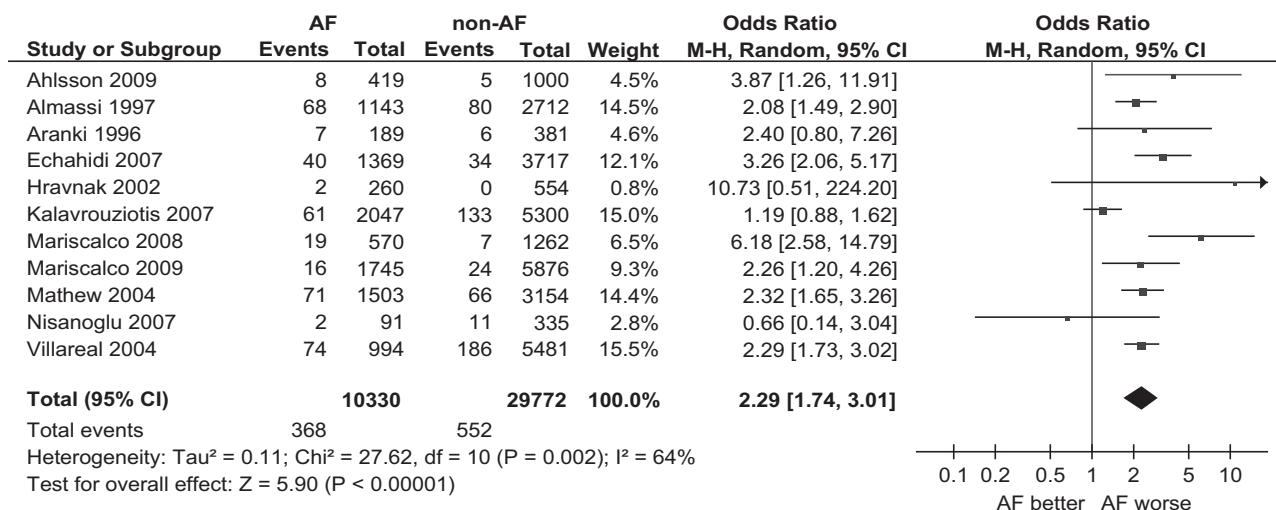 AF non-AF Odds Ratio Odds Ratio
Study or Subgroup Events Total Events Total Weight M-H, Random, 95% CI M-H, Random, 95% CI
Ahlsson 2009 8 419 5 1000 4.5% 3.87 [1.26, 11.91]
Almassi 1997 68 1143 80 2712 14.5% 2.08 [1.49, 2.90]
Aranki 1996 7 189 6 381 4.6% 2.40 [0.80, 7.26]
Echahidi 2007 40 1369 34 3717 12.1% 3.26 [2.06, 5.17]
Hravnak 2002 2 260 0 554 0.8% 10.73 [0.51, 224.20]
Kalavrouziotis 2007 61 2047 133 5300 15.0% 1.19 [0.88, 1.62]
Mariscalco 2008 19 570 7 1262 6.5% 6.18 [2.58, 14.79]
Mariscalco 2009 16 1745 24 5876 9.3% 2.26 [1.20, 4.26]
Mathew 2004 71 1503 66 3154 14.4% 2.32 [1.65, 3.26]
Nisanoglu 2007 2 91 11 335 2.8% 0.66 [0.14, 3.04]
Villareal 2004 74 994 186 5481 15.5% 2.29 [1.73, 3.02]
Total (95% CI) 10330 29772 100.0% 2.29 [1.74, 3.01]
Total events 368 552
Heterogeneity: Tau² = 0.11; Chi² = 27.62, df = 10 (P = 0.002); I² = 64%
Test for overall effect: Z = 5.90 (P < 0.00001)
0.1 0.2 0.5 1 2 5 10
AF better AF worse